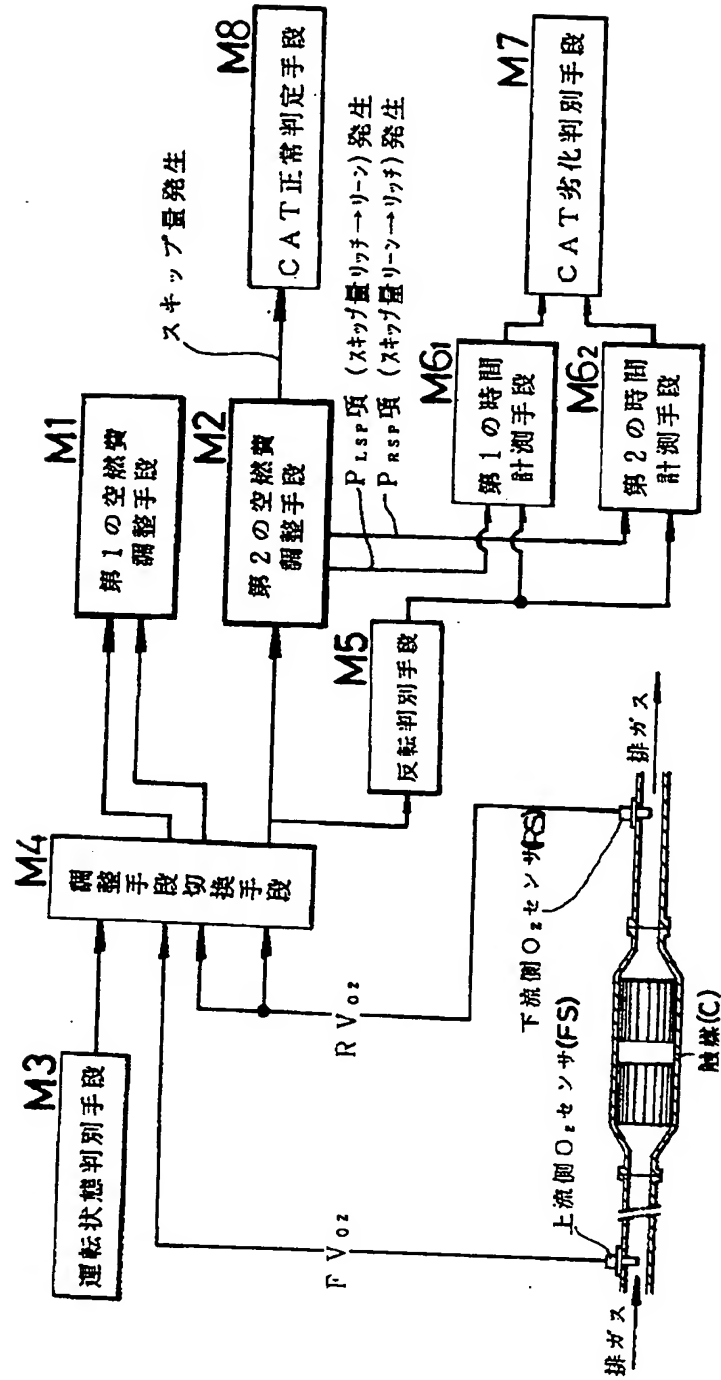 M3
運転状態判別手段
M4
調整手段切換手段
M1
第1の空燃費
調整手段
M2
第2の空燃費
調整手段
スキップ量発生
M8
CAT正常判定手段
PLSP項(スキップ量リッチ→リーン)発生
PRSP項(スキップ量リーン→リッチ)発生
M5
反転判別手段
M61
第1の時間
計測手段
M62
第2の時間
計測手段
M7
CAT劣化判別手段
FVO2
RVO2
上流側O2センサ(FS)
下流側O2センサ(RS)
触媒(C)
排ガス
排ガス